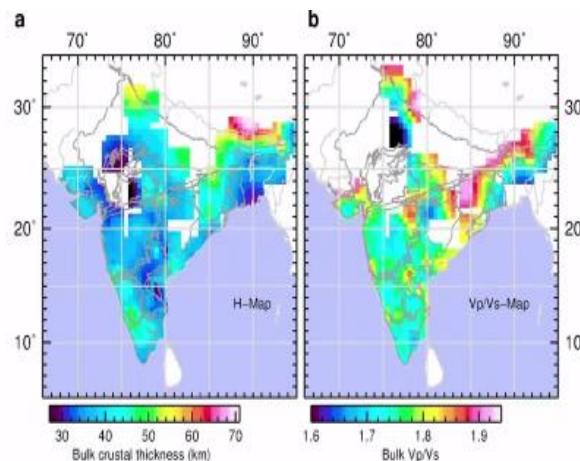 a
b
70˚ 80˚ 90˚
70˚ 80˚ 90˚
30˚ 30
20˚ 20
10˚ 10
H-Map
Vp/Vs-Map
30 40 50 60 70
Bulk crustal thickness (km)
1.6 1.7 1.8 1.9
Bulk Vp/Vs